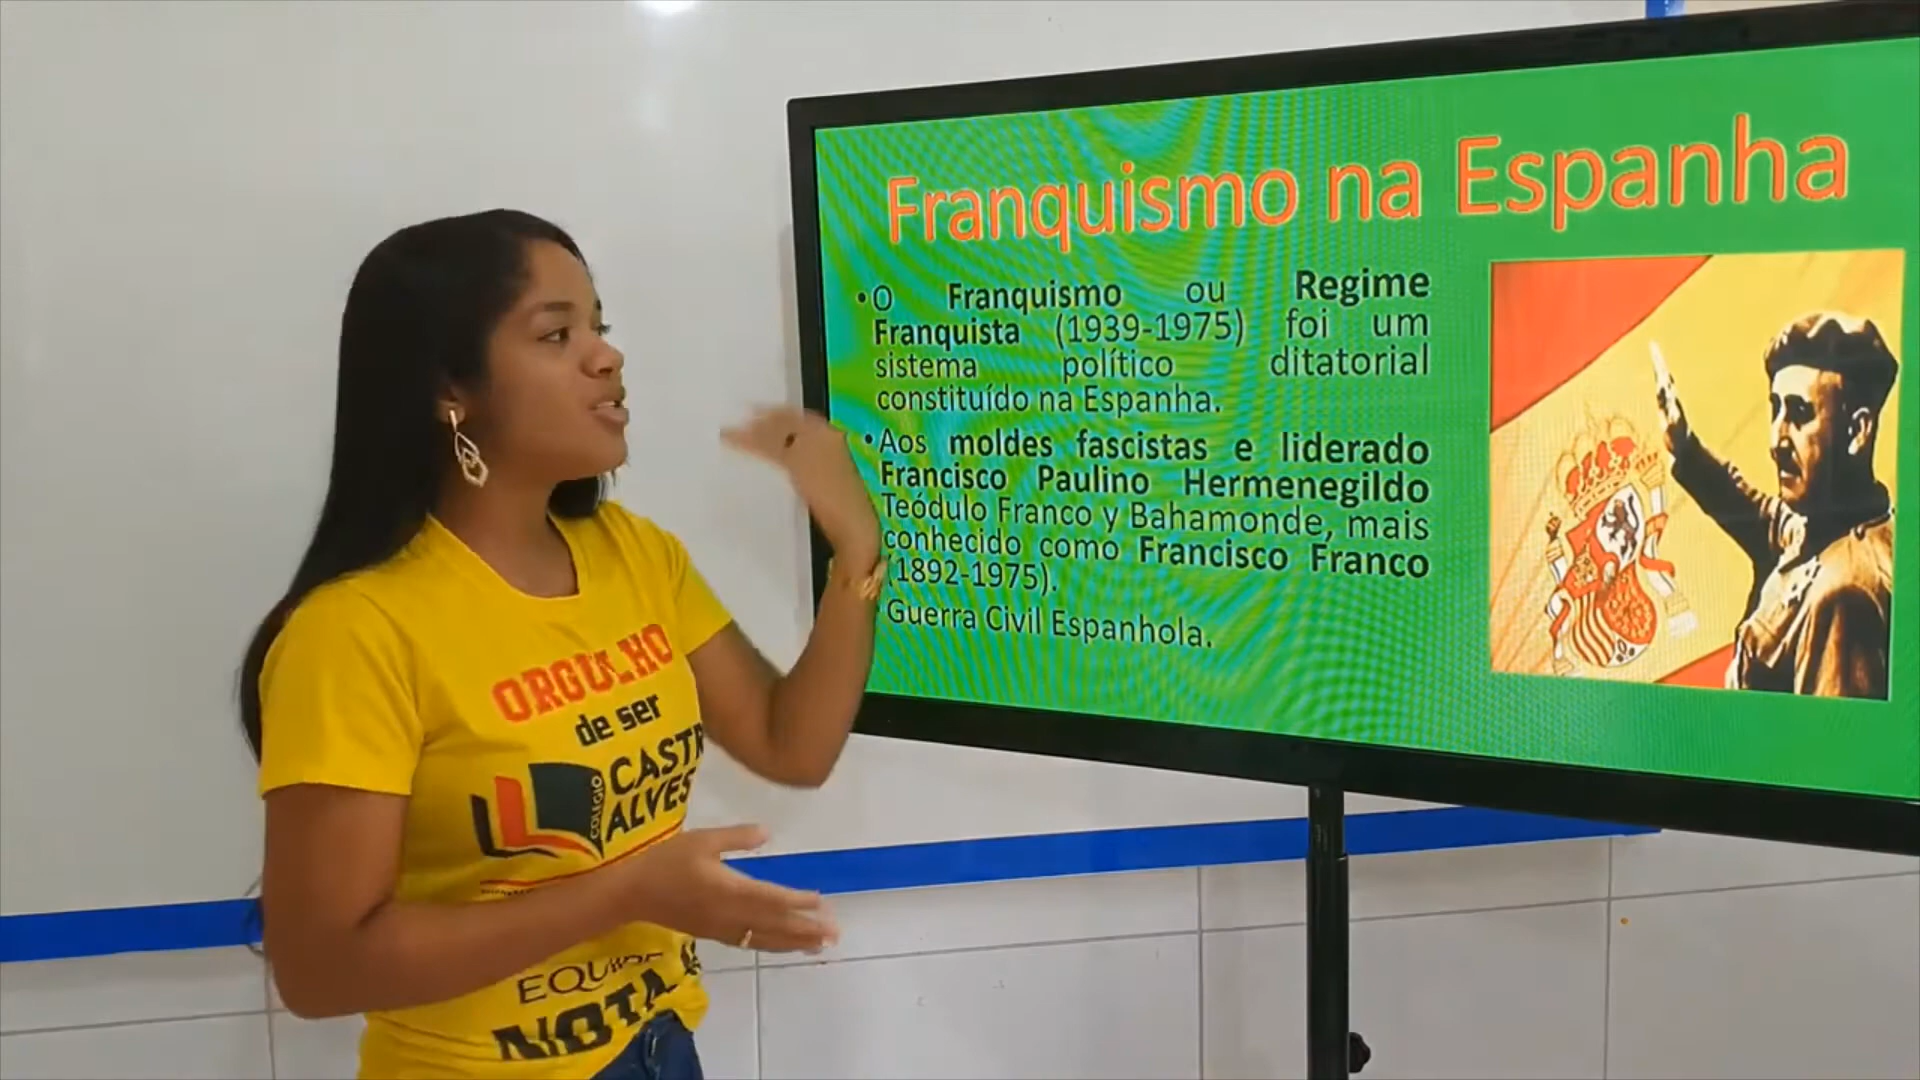 Franquismo na Espanha
•O Franquismo ou Regime
Franquista (1939-1975) foi um
sistema político ditatorial
constituído na Espanha.
•Aos moldes fascistas e liderado
Francisco Paulino Hermenegildo
Teódulo Franco y Bahamonde, mais
conhecido como Francisco Franco
(1892-1975).
Guerra Civil Espanhola.
ORGULHO
de ser
COLÉGIO
CASTR
ALVES
NOTA